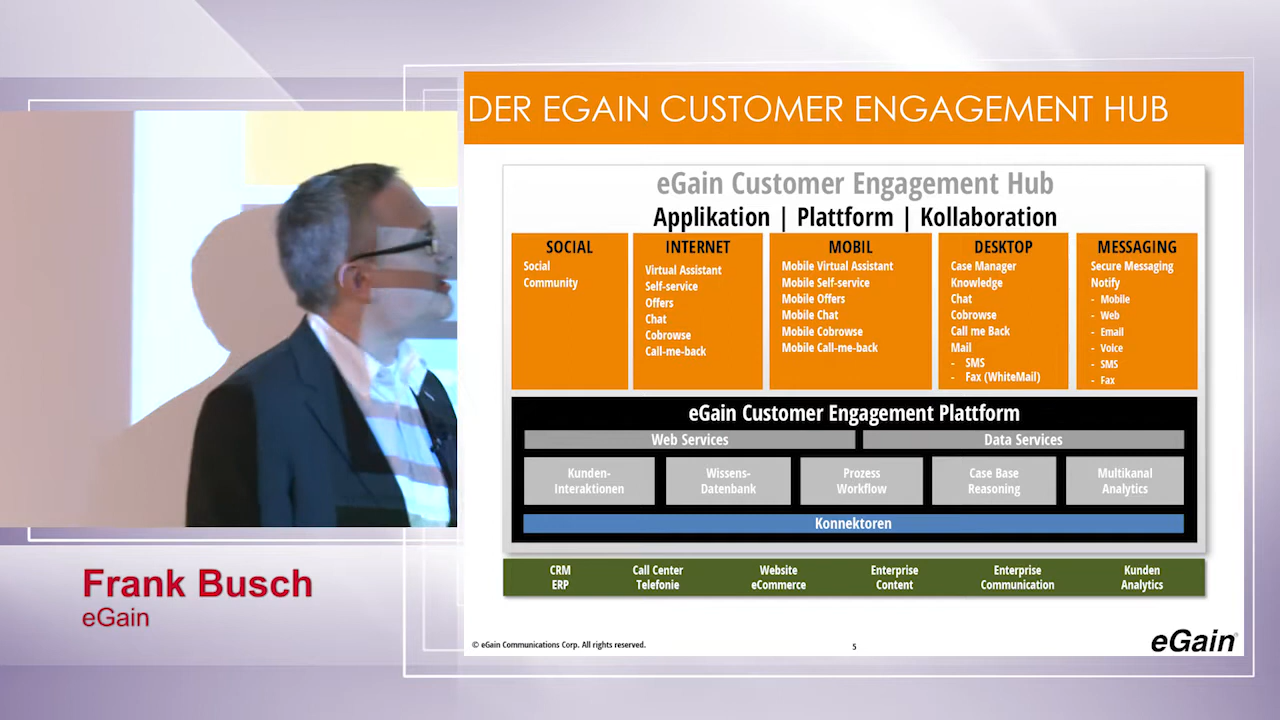 DER EGAIN CUSTOMER ENGAGEMENT HUB
eGain Customer Engagement Hub
Applikation | Plattform | Kollaboration
SOCIAL
Social
Community
INTERNET
Virtual Assistant
Self-service
Offers
Chat
Cobrowse
Call-me-back
MOBIL
Mobile Virtual Assistant
Mobile Self-service
Mobile Offers
Mobile Chat
Mobile Cobrowse
Mobile Call-me-back
DESKTOP
Case Manager
Knowledge
Chat
Cobrowse
Call me Back
Mail
- SMS
- Fax (WhiteMail)
MESSAGING
Secure Messaging
Notify
- Mobile
- Web
- Email
- Voice
- SMS
- Fax
eGain Customer Engagement Plattform
Web Services
Data Services
Kunden-
Interaktionen
Wissens-
Datenbank
Prozess
Workflow
Case Base
Reasoning
Multikanal
Analytics
Konnektoren
CRM
ERP
Call Center
Telefonie
Website
eCommerce
Enterprise
Content
Enterprise
Communication
Kunden
Analytics
© eGain Communications Corp. All rights reserved.
5
eGain®
Frank Busch
eGain